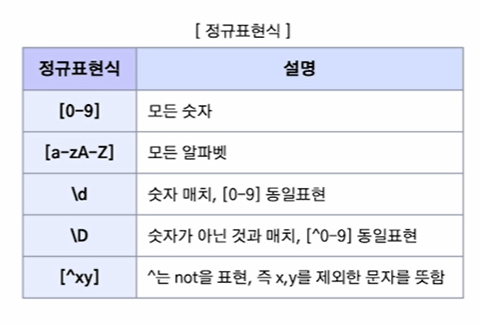 [ 정규표현식 ]
정규표현식 설명
[0-9] 모든 숫자
[a-zA-Z] 모든 알파벳
\d 숫자 매치, [0-9] 동일표현
\D 숫자가 아닌 것과 매치, [^0-9] 동일표현
[^xy] ^는 not을 표현, 즉 x,y를 제외한 문자를 뜻함